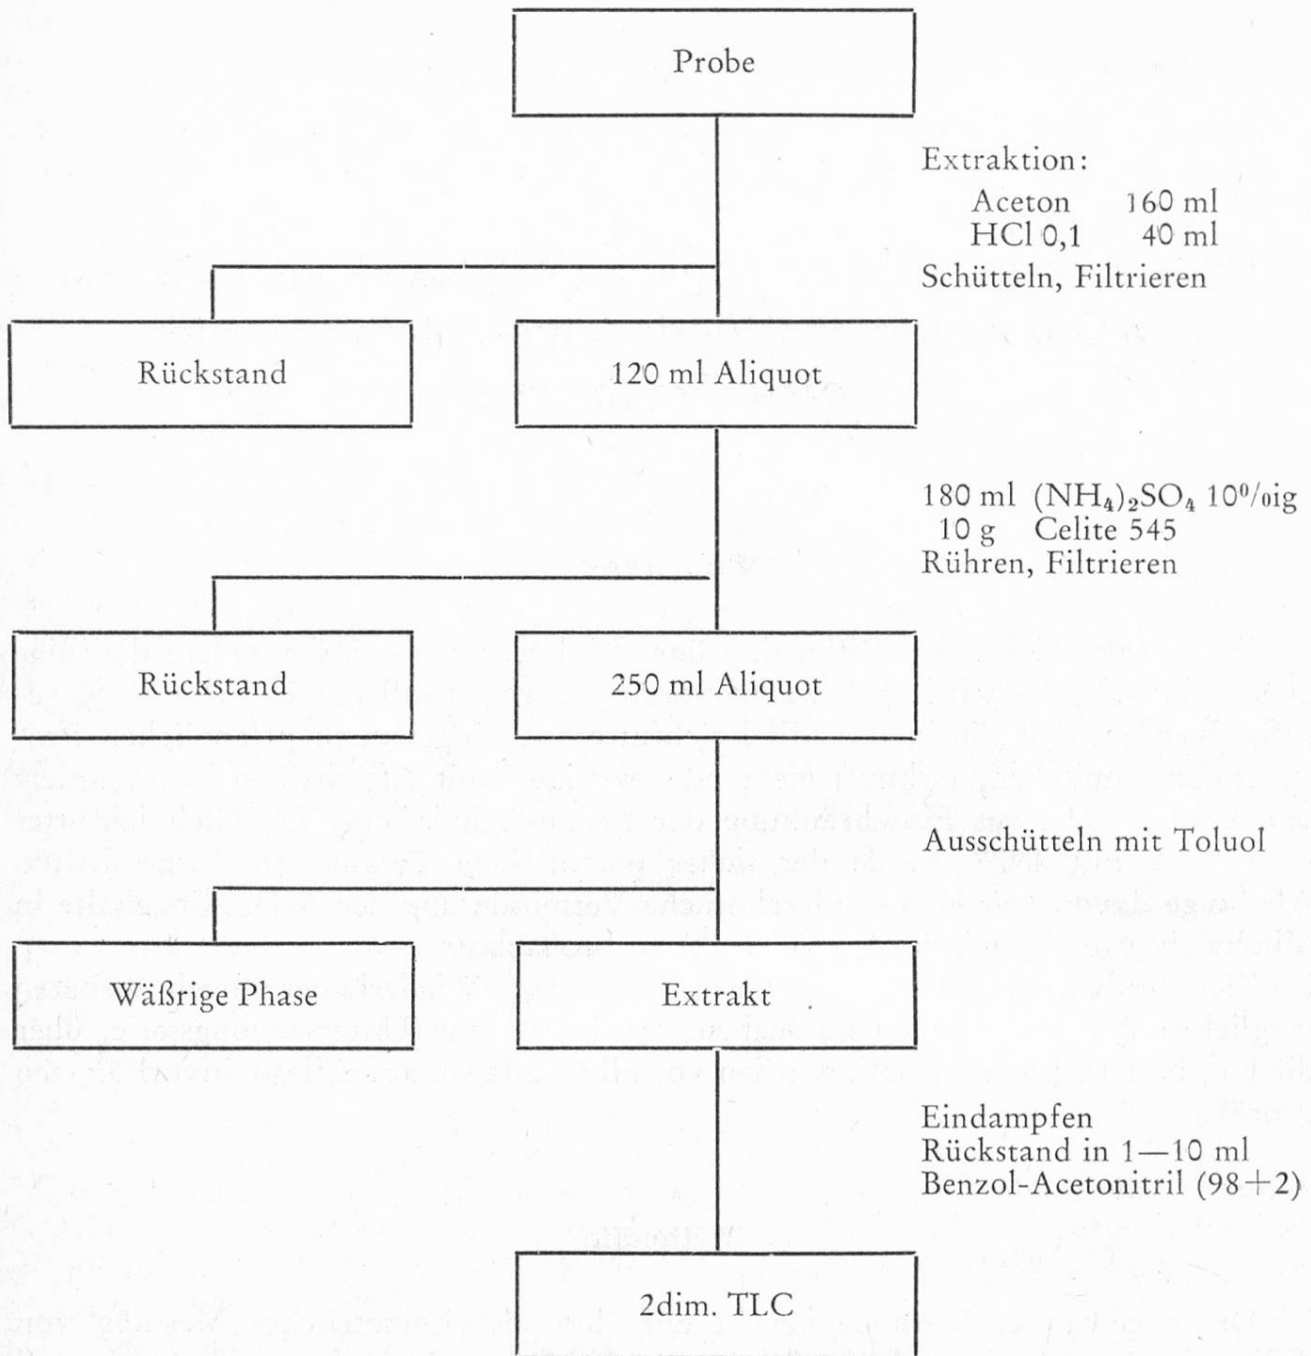 Probe
Extraktion:
Aceton 160 ml
HCl 0,1 40 ml
Schütteln, Filtrieren
Rückstand
120 ml Aliquot
180 ml (NH₄)₂SO₄ 10%ig
10 g Celite 545
Rühren, Filtrieren
Rückstand
250 ml Aliquot
Ausschütteln mit Toluol
Wäßrige Phase
Extrakt
Eindampfen
Rückstand in 1—10 ml
Benzol-Acetonitril (98+2)
2dim. TLC